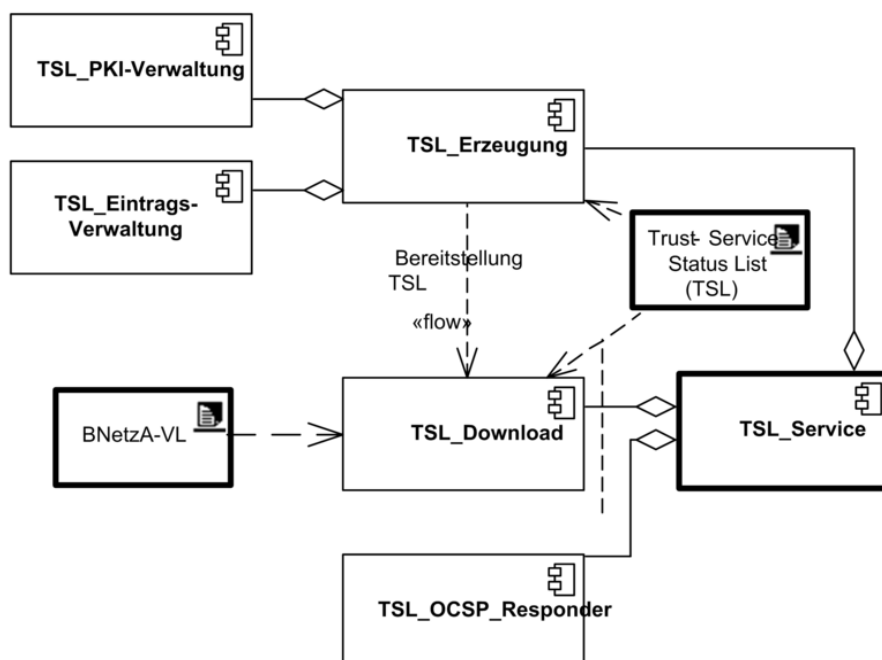 TSL_PKI-Verwaltung
TSL_Erzeugung
TSL_Eintrags-
Verwaltung
Trust- Service
Status List
(TSL)
Bereitstellung
TSL
«flow»
BNetzA-VL
TSL_Download
TSL_Service
TSL_OCSP_Responder